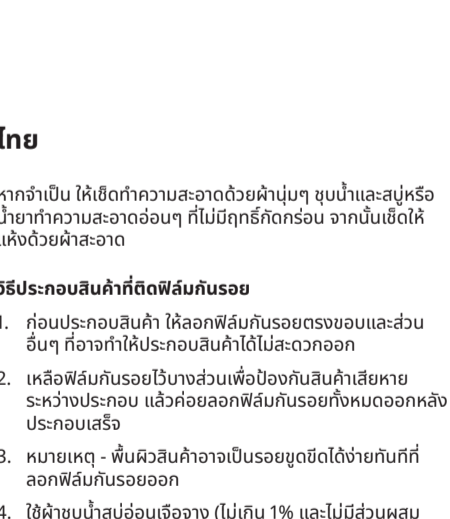 ไทย
หากจำเป็น ให้เช็ดทำความสะอาดด้วยผ้านุ่มๆ ชุบน้ำและสบู่หรือ
น้ำยาทำความสะอาดอ่อนๆ ที่ไม่มีฤทธิ์กัดกร่อน จากนั้นเช็ดให้
แห้งด้วยผ้าสะอาด
วิธีประกอบสินค้าที่ติดฟิล์มกันรอย
1. ก่อนประกอบสินค้า ให้ลอกฟิล์มกันรอยตรงขอบและส่วน
อื่นๆ ที่อาจทำให้ประกอบสินค้าได้ไม่สะดวกออก
2. เหลือฟิล์มกันรอยไว้บางส่วนเพื่อป้องกันสินค้าเสียหาย
ระหว่างประกอบ แล้วค่อยลอกฟิล์มกันรอยทั้งหมดออกหลัง
ประกอบเสร็จ
3. หมายเหตุ - พื้นผิวสินค้าอาจเป็นรอยขูดขีดได้ง่ายทันทีที่
ลอกฟิล์มกันรอยออก
4. ใช้ผ้าชุบน้ำสบู่อ่อนเจือจาง (ไม่เกิน 1% และไม่มีส่วนผสม